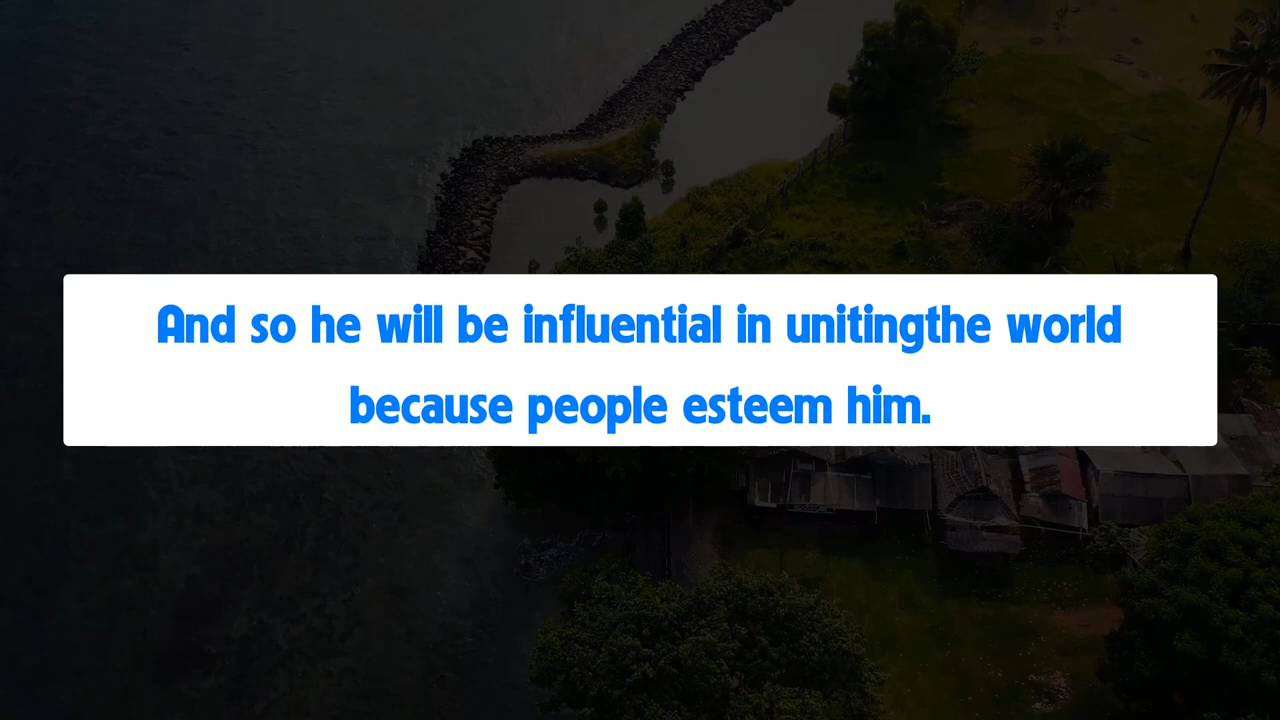 And so he will be influential in unitingthe world
because people esteem him.